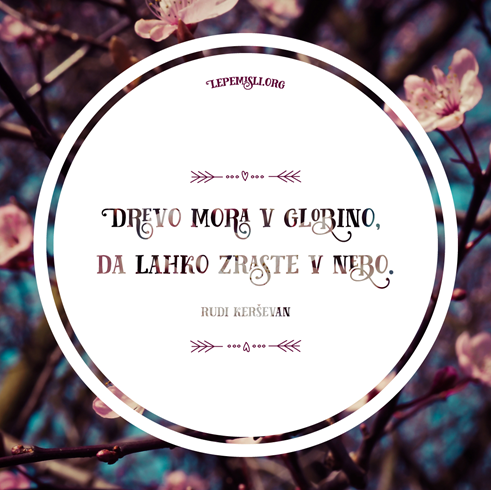 LEPEMISLI.ORG
DREVO MORA V GLOBINO,
DA LAHKO ZRASTE V NEBO.
RUDI KERŠEVAN